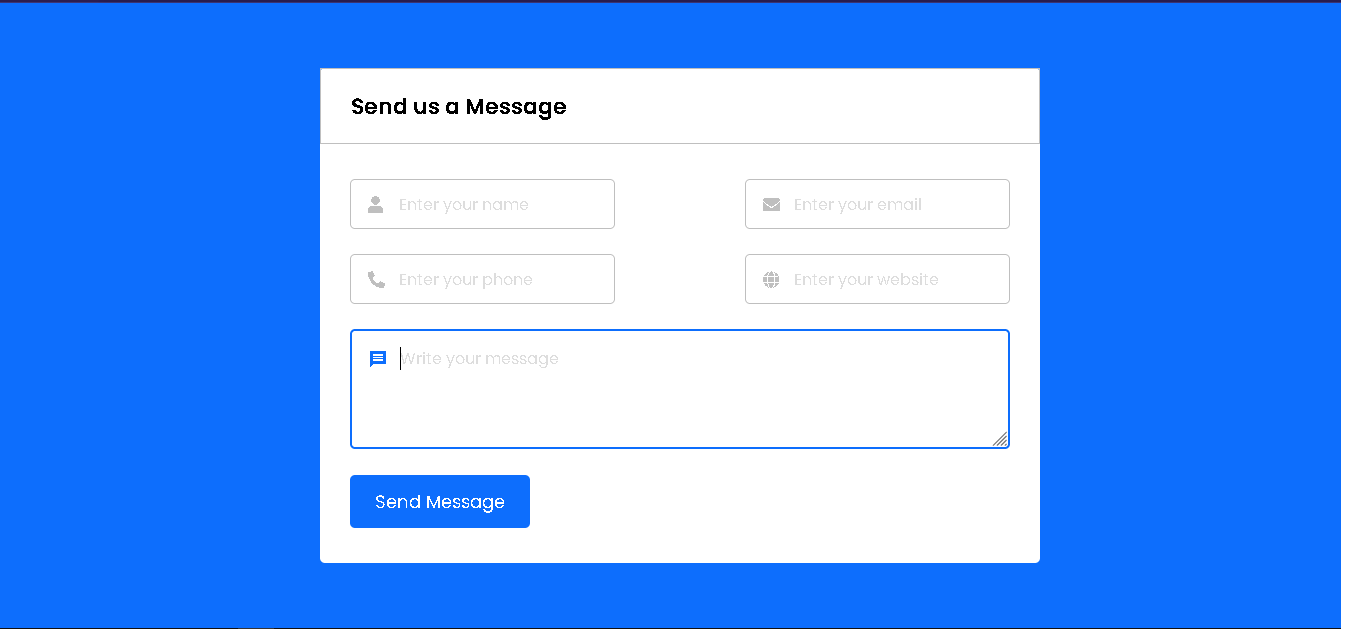 Send us a Message
Enter your name
Enter your email
Enter your phone
Enter your website
Write your message
Send Message